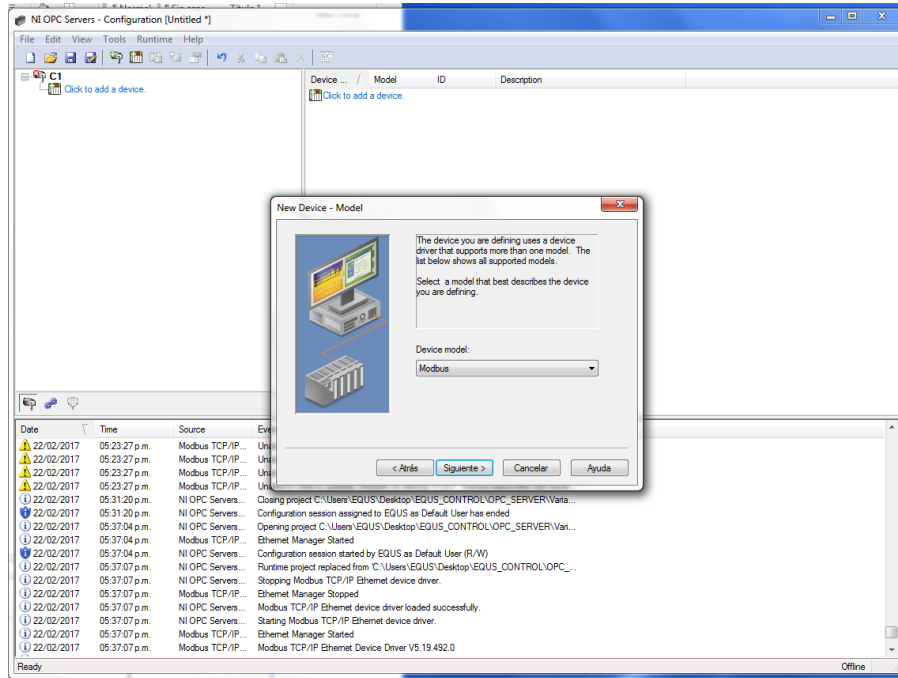 NI OPC Servers - Configuration [Untitled *]
File Edit View Tools Runtime Help
C1
Click to add a device.
Device ... / Model ID Description
Click to add a device.
New Device - Model
The device you are defining uses a device
driver that supports more than one model. The
list below shows all supported models.
Select a model that best describes the device
you are defining.
Device model:
Modbus
< Atrás Siguiente > Cancelar Ayuda
Date Time Source Eve
22/02/2017 05:23:27 p.m. Modbus TCP/IP... Una
22/02/2017 05:23:27 p.m. Modbus TCP/IP... Una
22/02/2017 05:23:27 p.m. Modbus TCP/IP... Una
22/02/2017 05:23:27 p.m. Modbus TCP/IP...
22/02/2017 05:31:20 p.m. NI OPC Servers... Closing project C:\Users\EQUS\Desktop\EQUS_CONTROL\OPC_SERVER\Varia...
22/02/2017 05:31:20 p.m. NI OPC Servers... Configuration session assigned to EQUS as Default User has ended
22/02/2017 05:37:04 p.m. NI OPC Servers... Opening project C:\Users\EQUS\Desktop\EQUS_CONTROL\OPC_SERVER\Vari...
22/02/2017 05:37:04 p.m. Modbus TCP/IP... Ethernet Manager Started
22/02/2017 05:37:04 p.m. NI OPC Servers... Configuration session started by EQUS as Default User (R/W)
22/02/2017 05:37:07 p.m. NI OPC Servers... Runtime project replaced from 'C:\Users\EQUS\Desktop\EQUS_CONTROL\OPC_...
22/02/2017 05:37:07 p.m. NI OPC Servers... Stopping Modbus TCP/IP Ethernet device driver.
22/02/2017 05:37:07 p.m. Modbus TCP/IP... Ethernet Manager Stopped
22/02/2017 05:37:07 p.m. NI OPC Servers... Modbus TCP/IP Ethernet device driver loaded successfully.
22/02/2017 05:37:07 p.m. NI OPC Servers... Starting Modbus TCP/IP Ethernet device driver.
22/02/2017 05:37:07 p.m. Modbus TCP/IP... Ethernet Manager Started
22/02/2017 05:37:07 p.m. Modbus TCP/IP... Modbus TCP/IP Ethernet Device Driver V5.19.492.0
Ready Offline